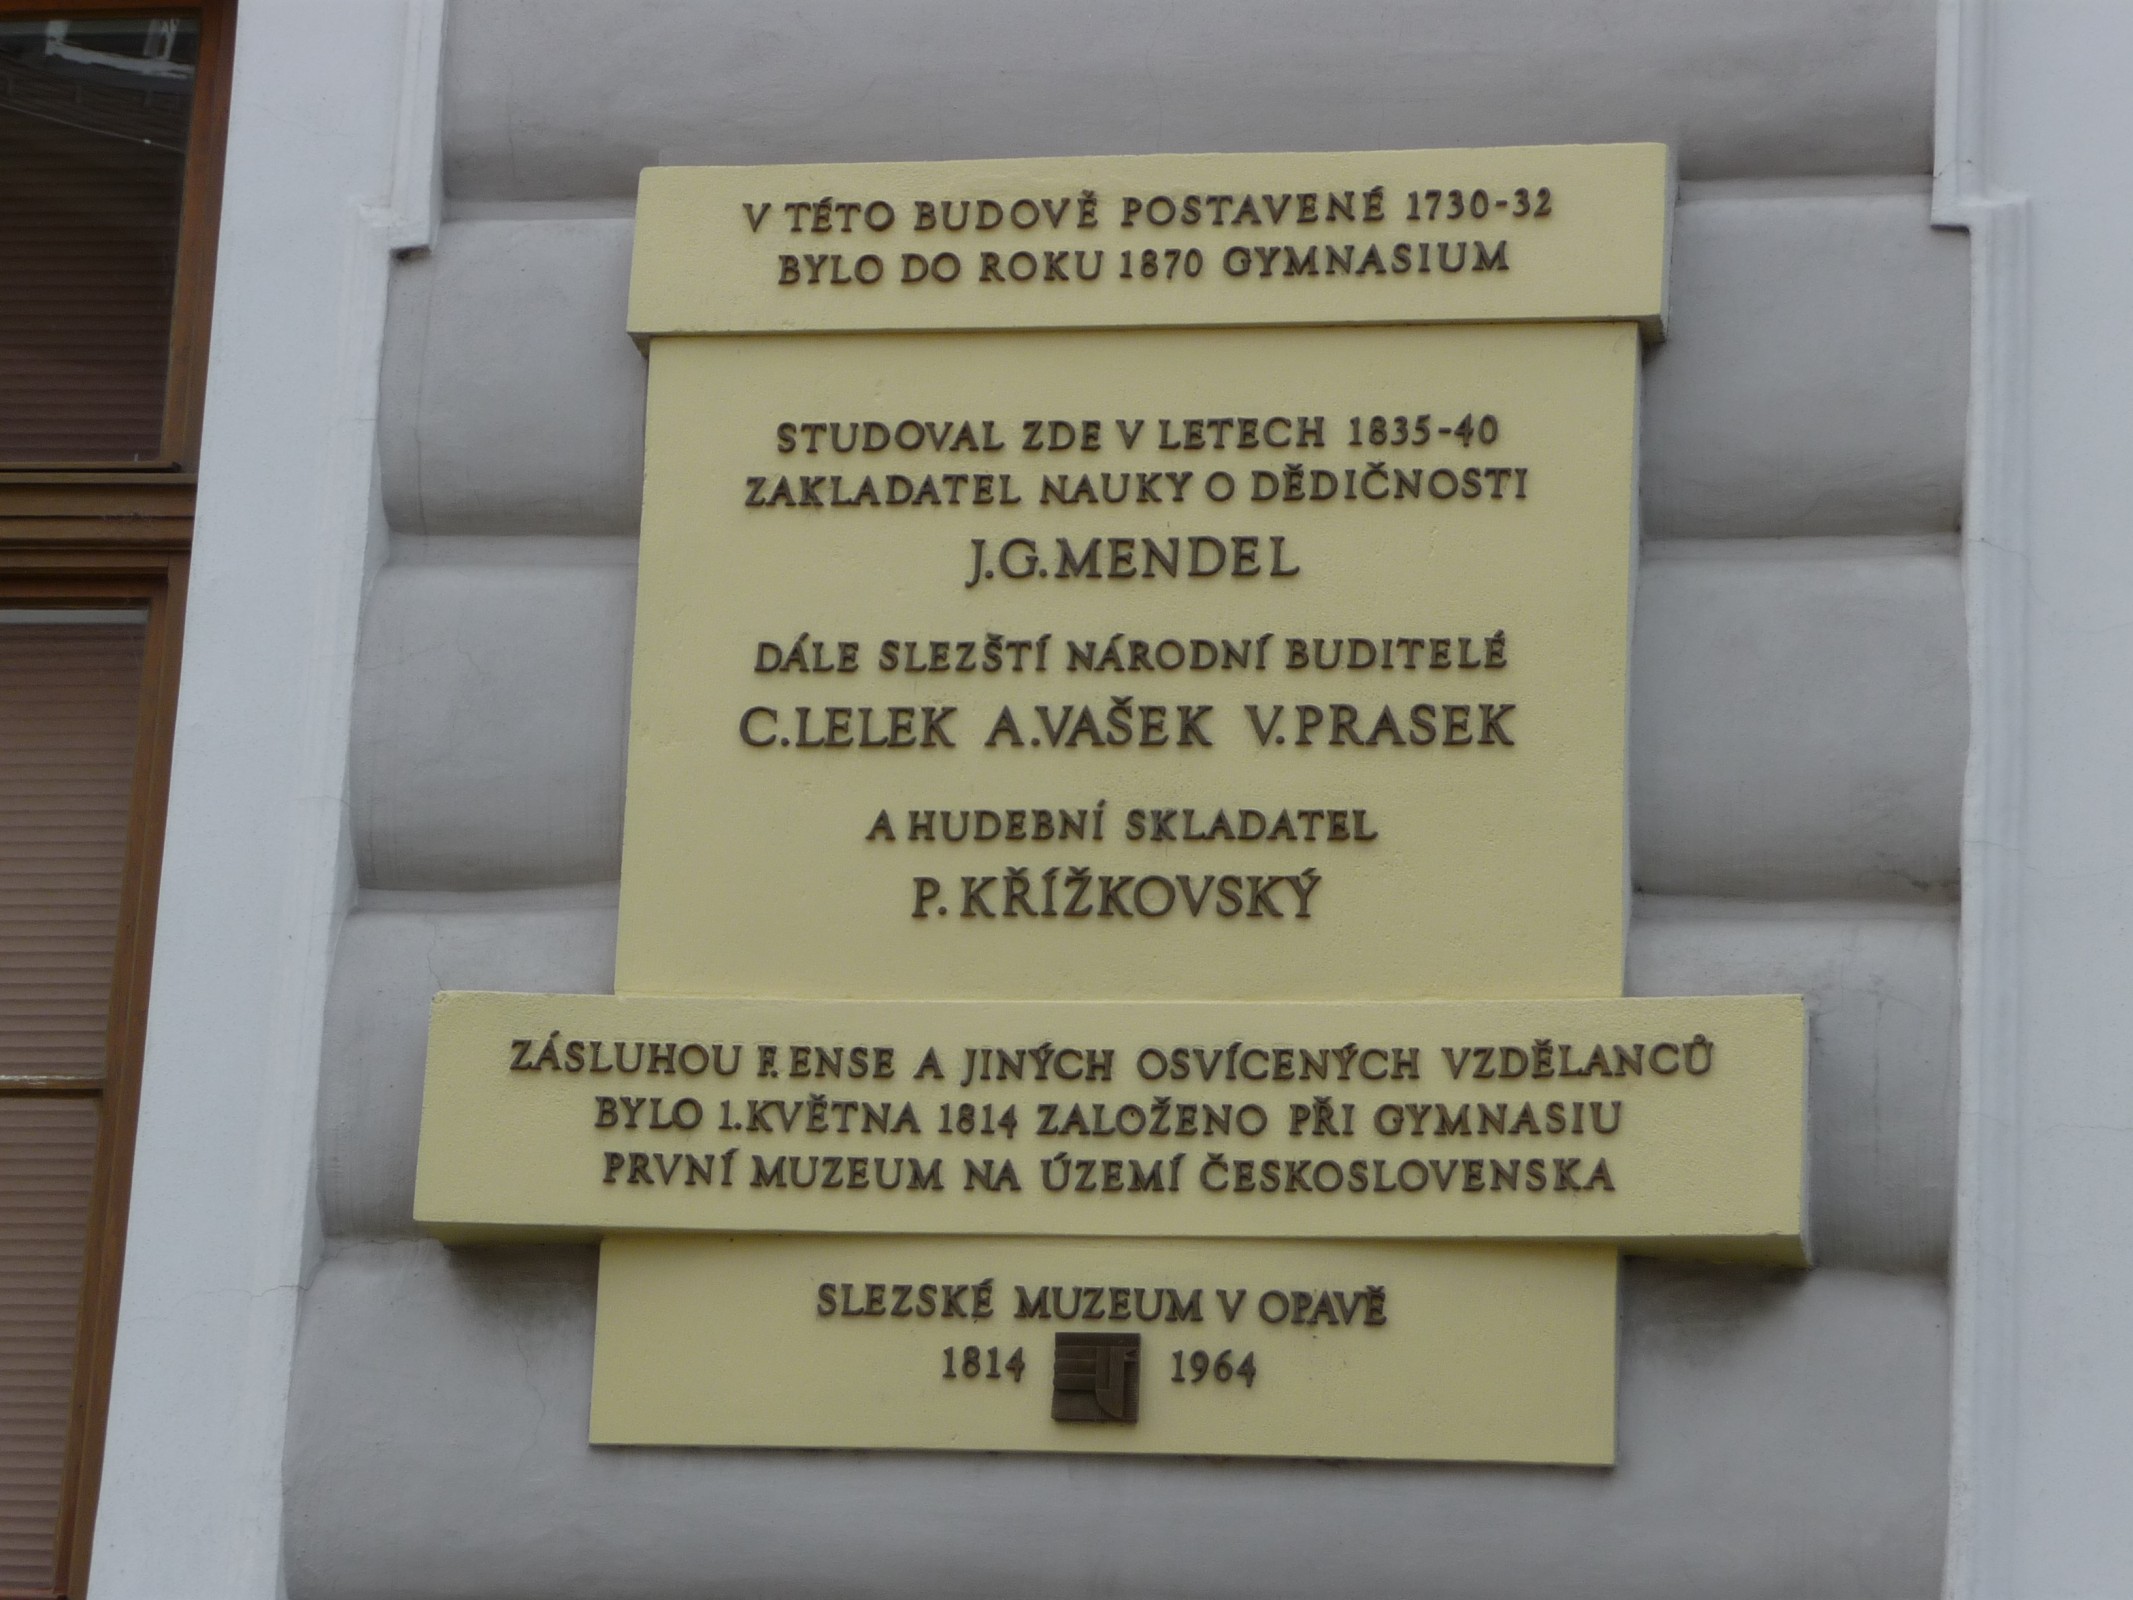 V TÉTO BUDOVĚ POSTAVENÉ 1730-32
BYLO DO ROKU 1870 GYMNASIUM
STUDOVAL ZDE V LETECH 1835-40
ZAKLADATEL NAUKY O DĚDIČNOSTI
J.G.MENDEL
DÁLE SLEZŠTÍ NÁRODNÍ BUDITELÉ
C.LELEK A.VAŠEK V.PRASEK
A HUDEBNÍ SKLADATEL
P.KŘÍŽKOVSKÝ
ZÁSLUHOU F.ENSE A JINÝCH OSVÍCENÝCH VZDĚLANCŮ
BYLO 1.KVĚTNA 1814 ZALOŽENO PŘI GYMNASIU
PRVNÍ MUZEUM NA ÚZEMÍ ČESKOSLOVENSKA
SLEZSKÉ MUZEUM V OPAVĚ
1814 1964